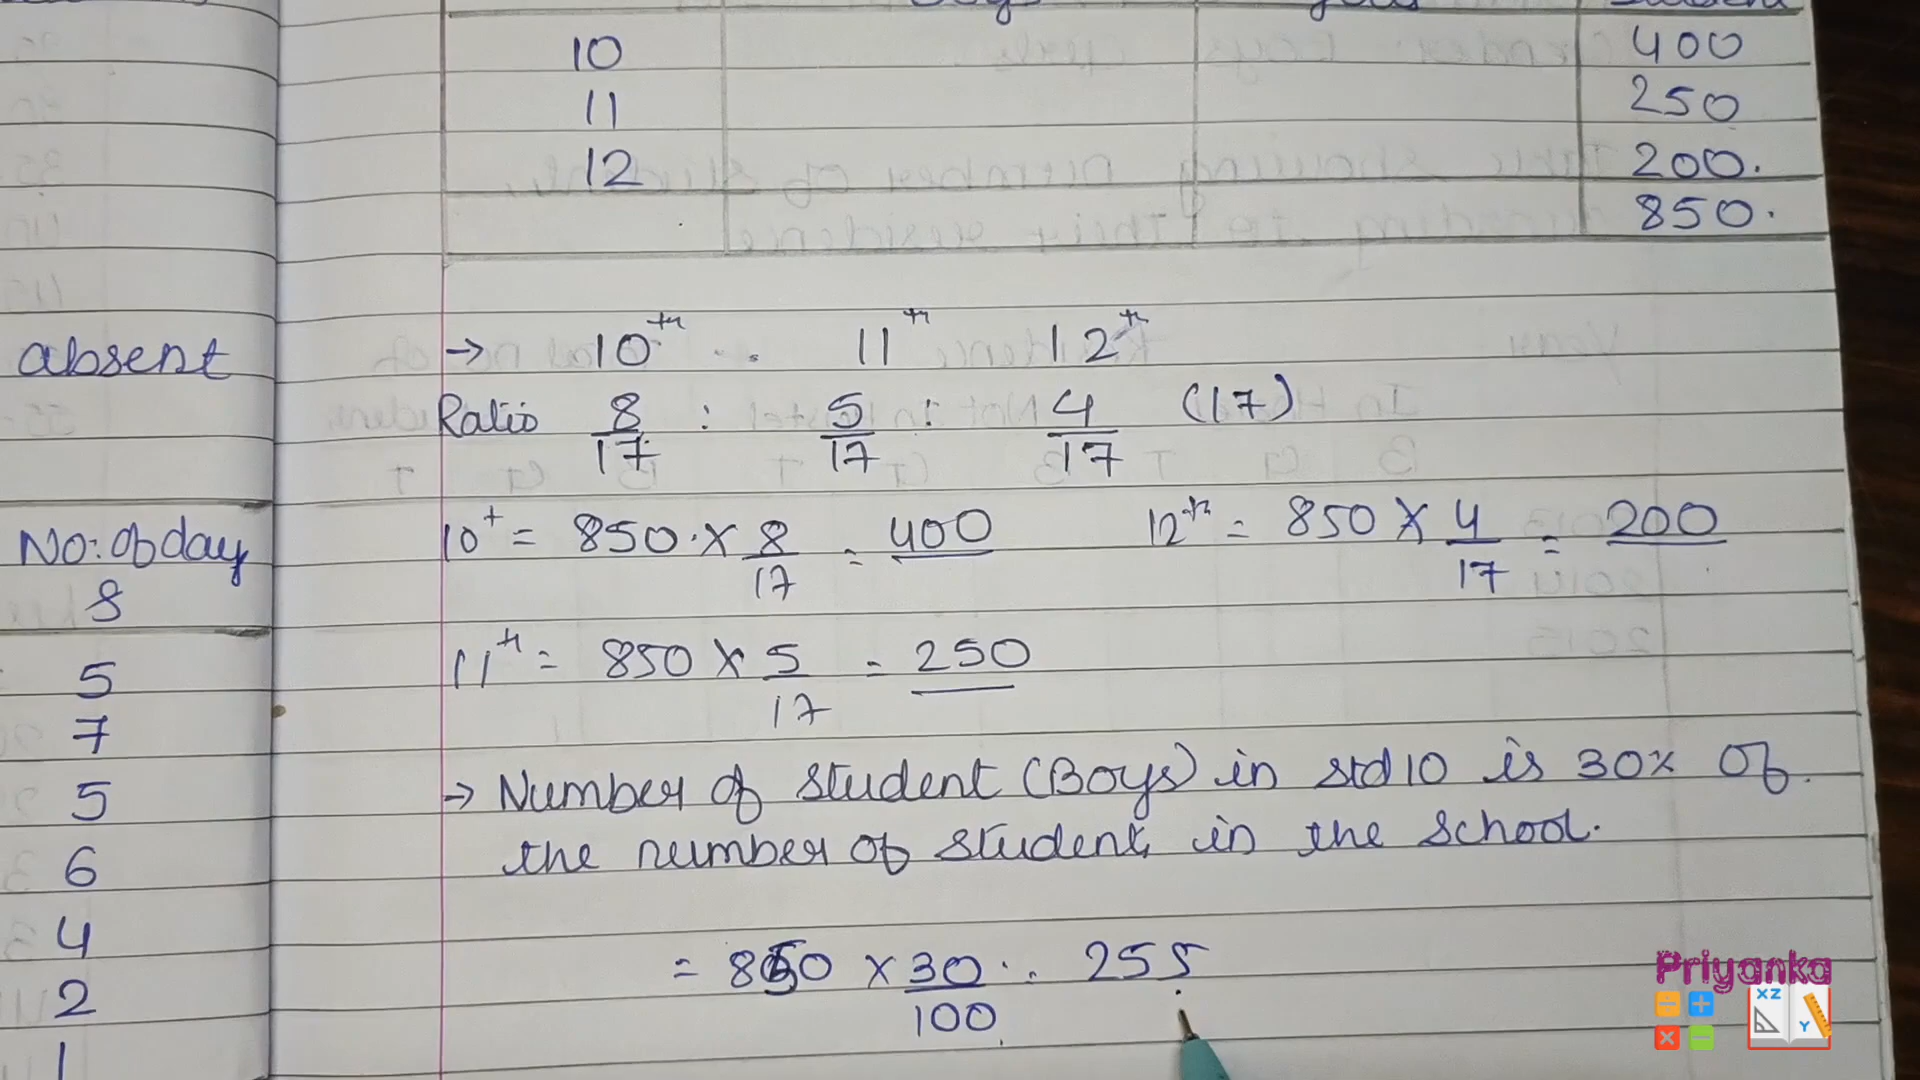 10 400
11 250
12 200.
850.
absent
→ 10th . 11th 12th
Ratio 8/17 : 5/17 : 4/17 (17)
No: of day
8
10+ = 850 . × 8/17 = 400
12th = 850 × 4/17 = 200
11th = 850 × 5/17 = 250
5
7
5
6
4
2
1
→ Number of student (Boys) in std 10 is 30% of
the number of student in the school.
= 850 × 30/100 = 255
Priyanka
XZ
Y